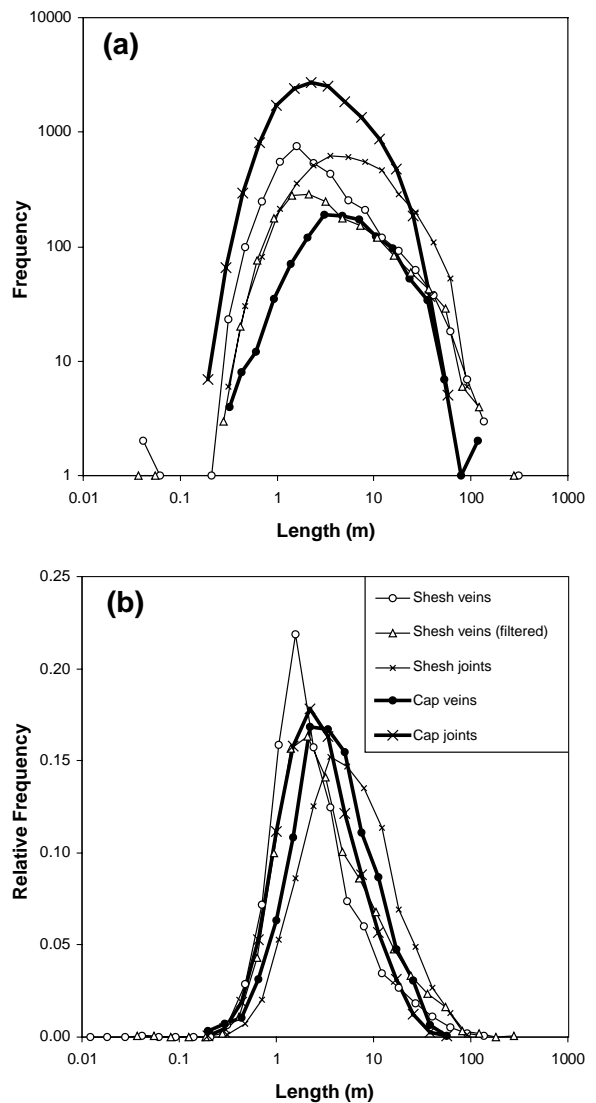 (a)
10000
1000
100
10
1
Frequency
0.01 0.1 1 10 100 1000
Length (m)
(b)
0.25
0.20
0.15
0.10
0.05
0.00
Relative Frequency
Shesh veins
Shesh veins (filtered)
Shesh joints
Cap veins
Cap joints
0.01 0.1 1 10 100 1000
Length (m)